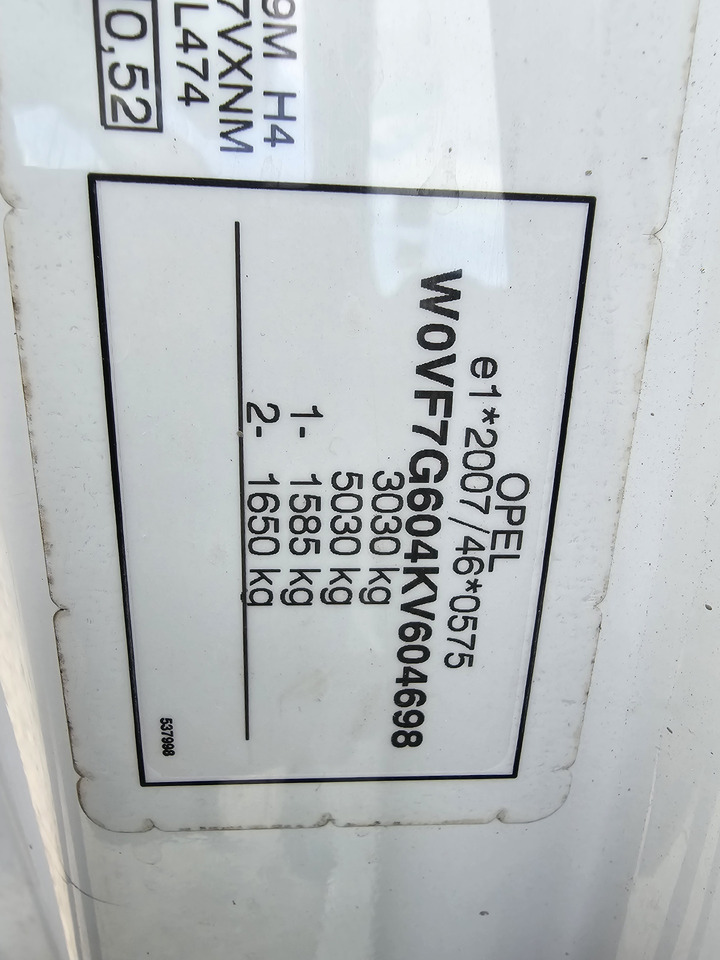 9M H4
7VXNM
L474
0,52
OPEL
e1*2007/46*0575
W0VF7G604KV604698
3030 kg
5030 kg
1- 1585 kg
2- 1650 kg
537998